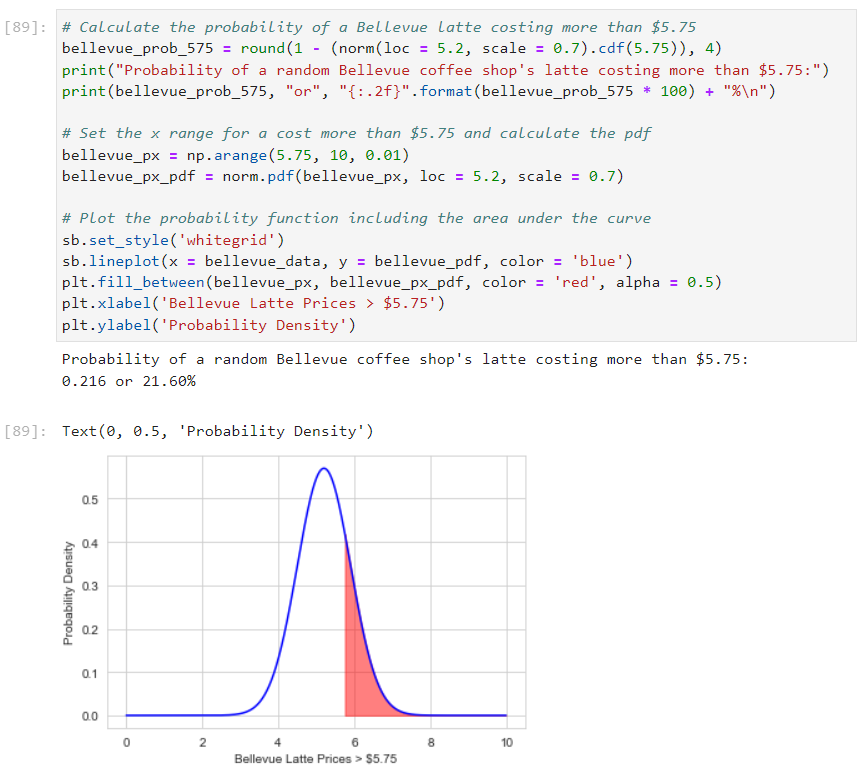 [89]: # Calculate the probability of a Bellevue latte costing more than $5.75
bellevue_prob_575 = round(1 - (norm(loc = 5.2, scale = 0.7).cdf(5.75)), 4)
print("Probability of a random Bellevue coffee shop's latte costing more than $5.75:")
print(bellevue_prob_575, "or", "{:.2f}".format(bellevue_prob_575 * 100) + "%\n")
# Set the x range for a cost more than $5.75 and calculate the pdf
bellevue_px = np.arange(5.75, 10, 0.01)
bellevue_px_pdf = norm.pdf(bellevue_px, loc = 5.2, scale = 0.7)
# Plot the probability function including the area under the curve
sb.set_style('whitegrid')
sb.lineplot(x = bellevue_data, y = bellevue_pdf, color = 'blue')
plt.fill_between(bellevue_px, bellevue_px_pdf, color = 'red', alpha = 0.5)
plt.xlabel('Bellevue Latte Prices > $5.75')
plt.ylabel('Probability Density')
Probability of a random Bellevue coffee shop's latte costing more than $5.75:
0.216 or 21.60%
[89]: Text(0, 0.5, 'Probability Density')
0.5
0.4
0.3
0.2
0.1
0.0
Probability Density
0 2 4 6 8 10
Bellevue Latte Prices > $5.75